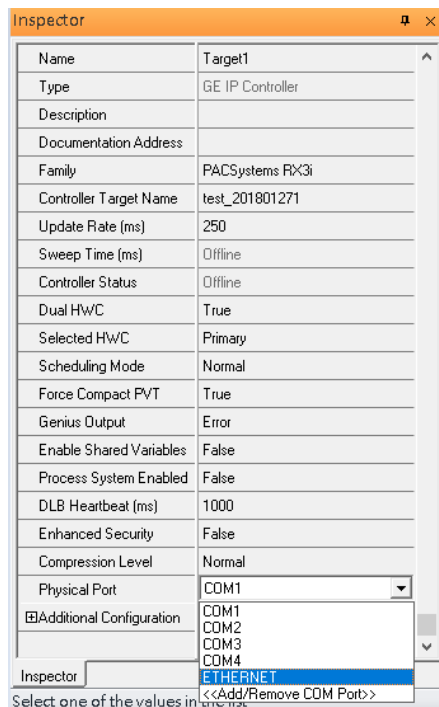 Inspector
Name Target1
Type GE IP Controller
Description
Documentation Address
Family PACSystems RX3i
Controller Target Name test_201801271
Update Rate (ms) 250
Sweep Time (ms) Offline
Controller Status Offline
Dual HWC True
Selected HWC Primary
Scheduling Mode Normal
Force Compact PVT True
Genius Output Error
Enable Shared Variables False
Process System Enabled False
DLB Heartbeat (ms) 1000
Enhanced Security False
Compression Level Normal
Physical Port COM1
Additional Configuration COM1
COM2
COM3
COM4
ETHERNET
<<Add/Remove COM Port>>
Inspector
Select one of the values in the list